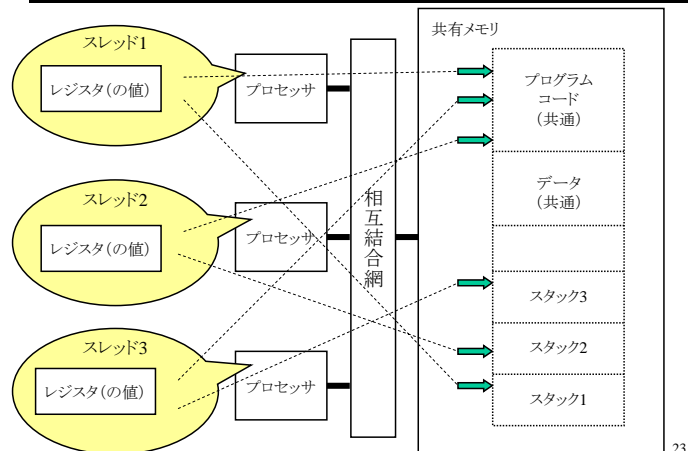 スレッド1
レジスタ(の値)
プロセッサ
スレッド2
レジスタ(の値)
プロセッサ
スレッド3
レジスタ(の値)
プロセッサ
相互結合網
共有メモリ
プログラム
コード
(共通)
データ
(共通)
スタック3
スタック2
スタック1
23